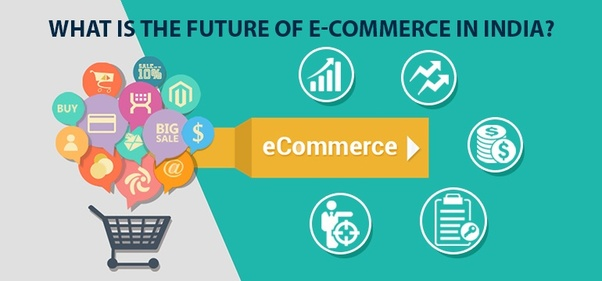 WHAT IS THE FUTURE OF E-COMMERCE IN INDIA?
SALE
10%
BUY
BIG
SALE
$
@
eCommerce
$
$